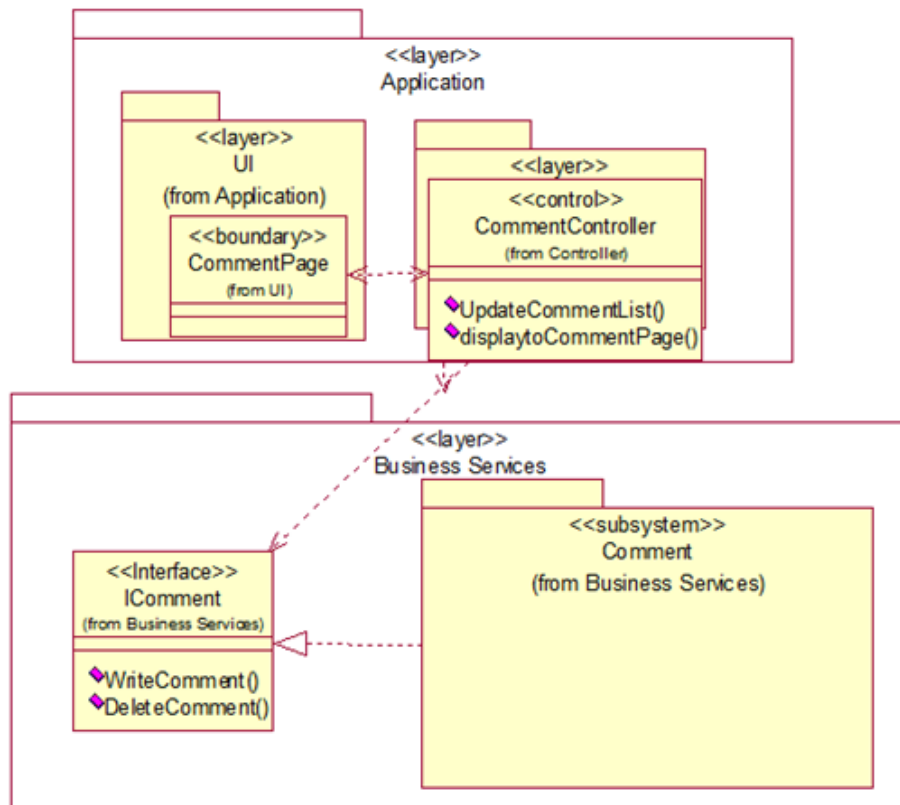 <<layer>>
Application
<<layer>>
UI
(from Application)
<<boundary>>
CommentPage
(from UI)
<<layer>>
<<control>>
CommentController
(from Controller)
UpdateCommentList()
displaytoCommentPage()
<<layer>>
Business Services
<<Interface>>
IComment
(from Business Services)
WriteComment()
DeleteComment()
<<subsystem>>
Comment
(from Business Services)